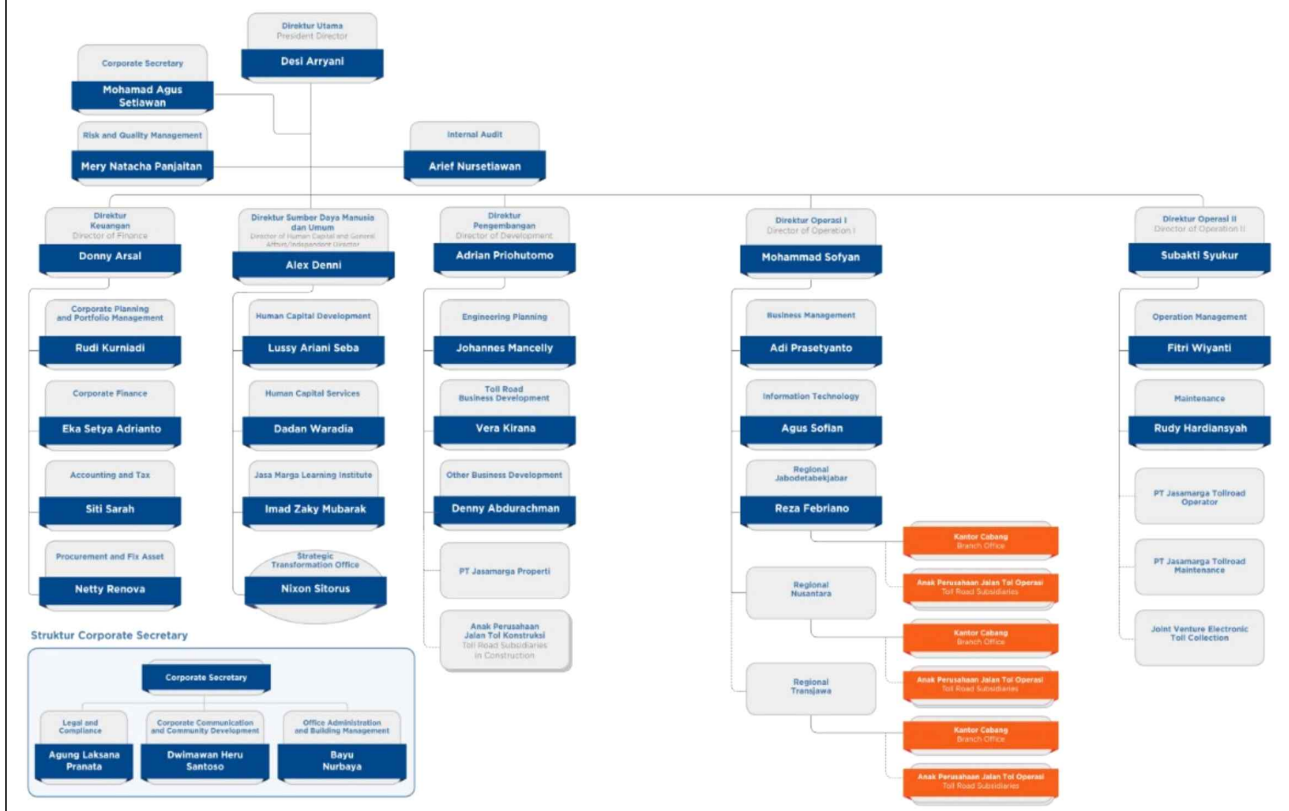 Direktur Utama
President Director
Desi Arryani
Corporate Secretary
Mohamad Agus
Setiawan
Risk and Quality Management
Mery Natacha Panjaitan
Internal Audit
Arief Nursetiawan
Direktur
Keuangan
Director of Finance
Donny Arsal
Direktur Sumber Daya Manusia
dan Umum
Director of Human Capital and General
Affairs/Independent Director
Alex Denni
Direktur
Pengembangan
Director of Development
Adrian Priohutomo
Direktur Operasi I
Director of Operation I
Mohammad Sofyan
Direktur Operasi II
Director of Operation II
Subakti Syukur
Corporate Planning
and Portfolio Management
Rudi Kurniadi
Corporate Finance
Eka Setya Adrianto
Accounting and Tax
Siti Sarah
Procurement and Fix Asset
Netty Renova
Human Capital Development
Lussy Ariani Seba
Human Capital Services
Dadan Waradia
Jasa Marga Learning Institute
Imad Zaky Mubarak
Strategic
Transformation Office
Nixon Sitorus
Engineering Planning
Johannes Mancelly
Toll Road
Business Development
Vera Kirana
Other Business Development
Denny Abdurachman
PT Jasamarga Properti
Anak Perusahaan
Jalan Tol Konstruksi
Toll Road Subsidiaries
in Construction
Business Management
Adi Prasetyanto
Information Technology
Agus Sofian
Regional
Jabodetabekjabar
Reza Febriano
Kantor Cabang
Branch Office
Anak Perusahaan Jalan Tol Operasi
Toll Road Subsidiaries
Regional
Nusantara
Kantor Cabang
Branch Office
Anak Perusahaan Jalan Tol Operasi
Toll Road Subsidiaries
Regional
Transjawa
Kantor Cabang
Branch Office
Anak Perusahaan Jalan Tol Operasi
Toll Road Subsidiaries
Operation Management
Fitri Wiyanti
Maintenance
Rudy Hardiansyah
PT Jasamarga Tollroad
Operator
PT Jasamarga Tollroad
Maintenance
Joint Venture Electronic
Toll Collection
Struktur Corporate Secretary
Corporate Secretary
Legal and
Compliance
Agung Laksana
Pranata
Corporate Communication
and Community Development
Dwimawan Heru
Santoso
Office Administration
and Building Management
Bayu
Nurbaya